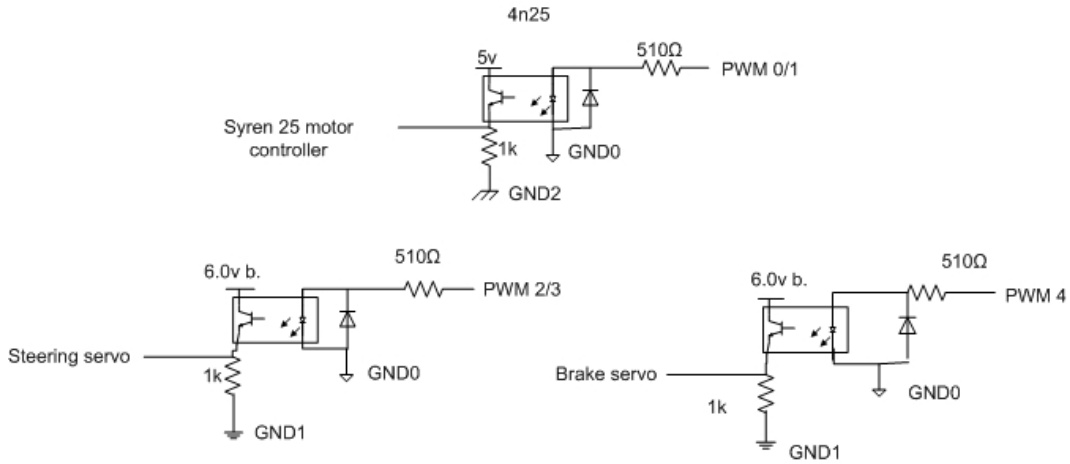 4n25
5v
510Ω
PWM 0/1
Syren 25 motor
controller
1k
GND0
GND2
6.0v b.
510Ω
PWM 2/3
Steering servo
1k
GND0
GND1
6.0v b.
510Ω
PWM 4
Brake servo
1k
GND0
GND1